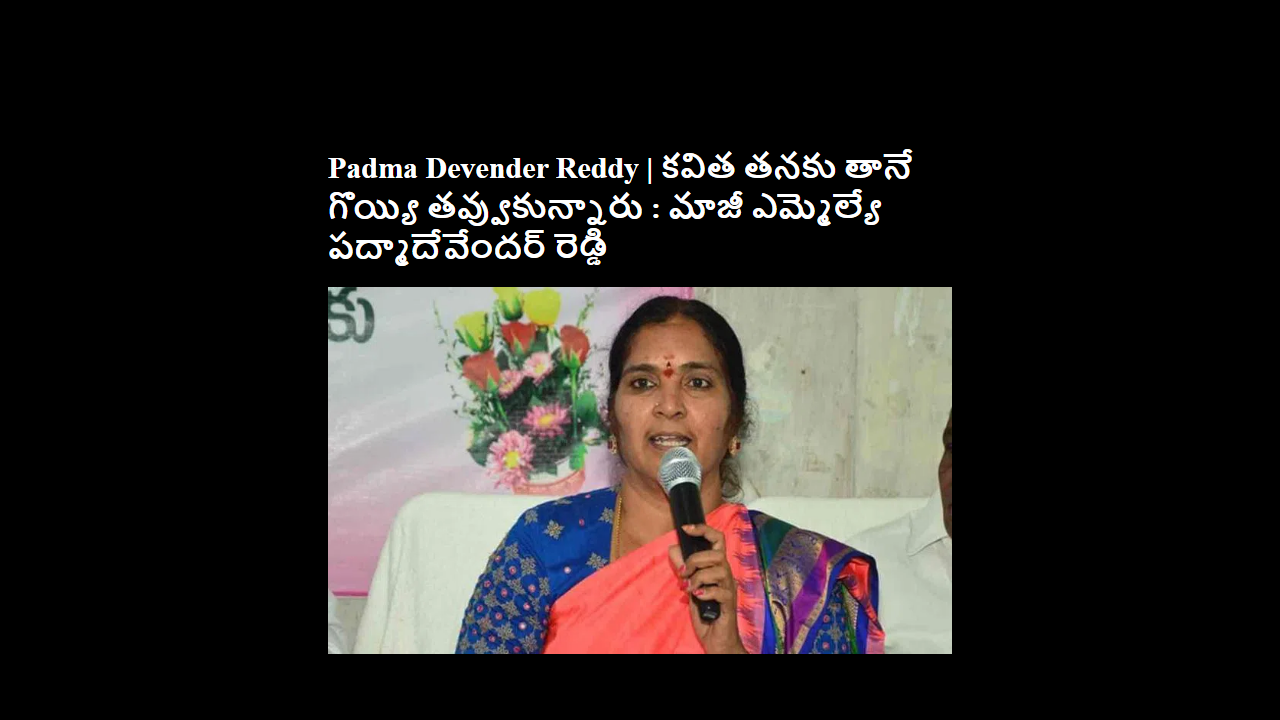 Padma Devender Reddy | కవిత తనకు తానే
గొయ్యి తవ్వుకున్నారు : మాజీ ఎమ్మెల్యే
పద్మాదేవేందర్ రెడ్డి
కు